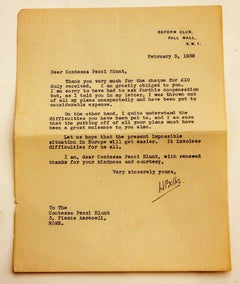 REFORM CLUB,
PALL MALL,
S.W.1.
February 3, 1938
Dear Contessa Pecci Blunt,
Thank you very much for the cheque for £10
duly received. I am greatly obliged to you.
I am sorry to have had to ask forthis compensation
but, as I told you in my letter, I was thrown out
of all my plans unexpectedly and have been put to
considerable expense.
On the other hand, I quite understand the
difficulties you have been put to, and I am sure
that the putting off of all your plans must have
been a great nuisance to you also.
Let us hope that the present impossible
situation in Europe will get easier. It involves
difficulties for us all.
I am, dear Contessa Pecci Blunt, with renewed
thanks for your kindness and courtesy,
Very sincerely yours,
To The
Contessa Pecci Blunt
3, Piazza Aracoeli,
ROME.